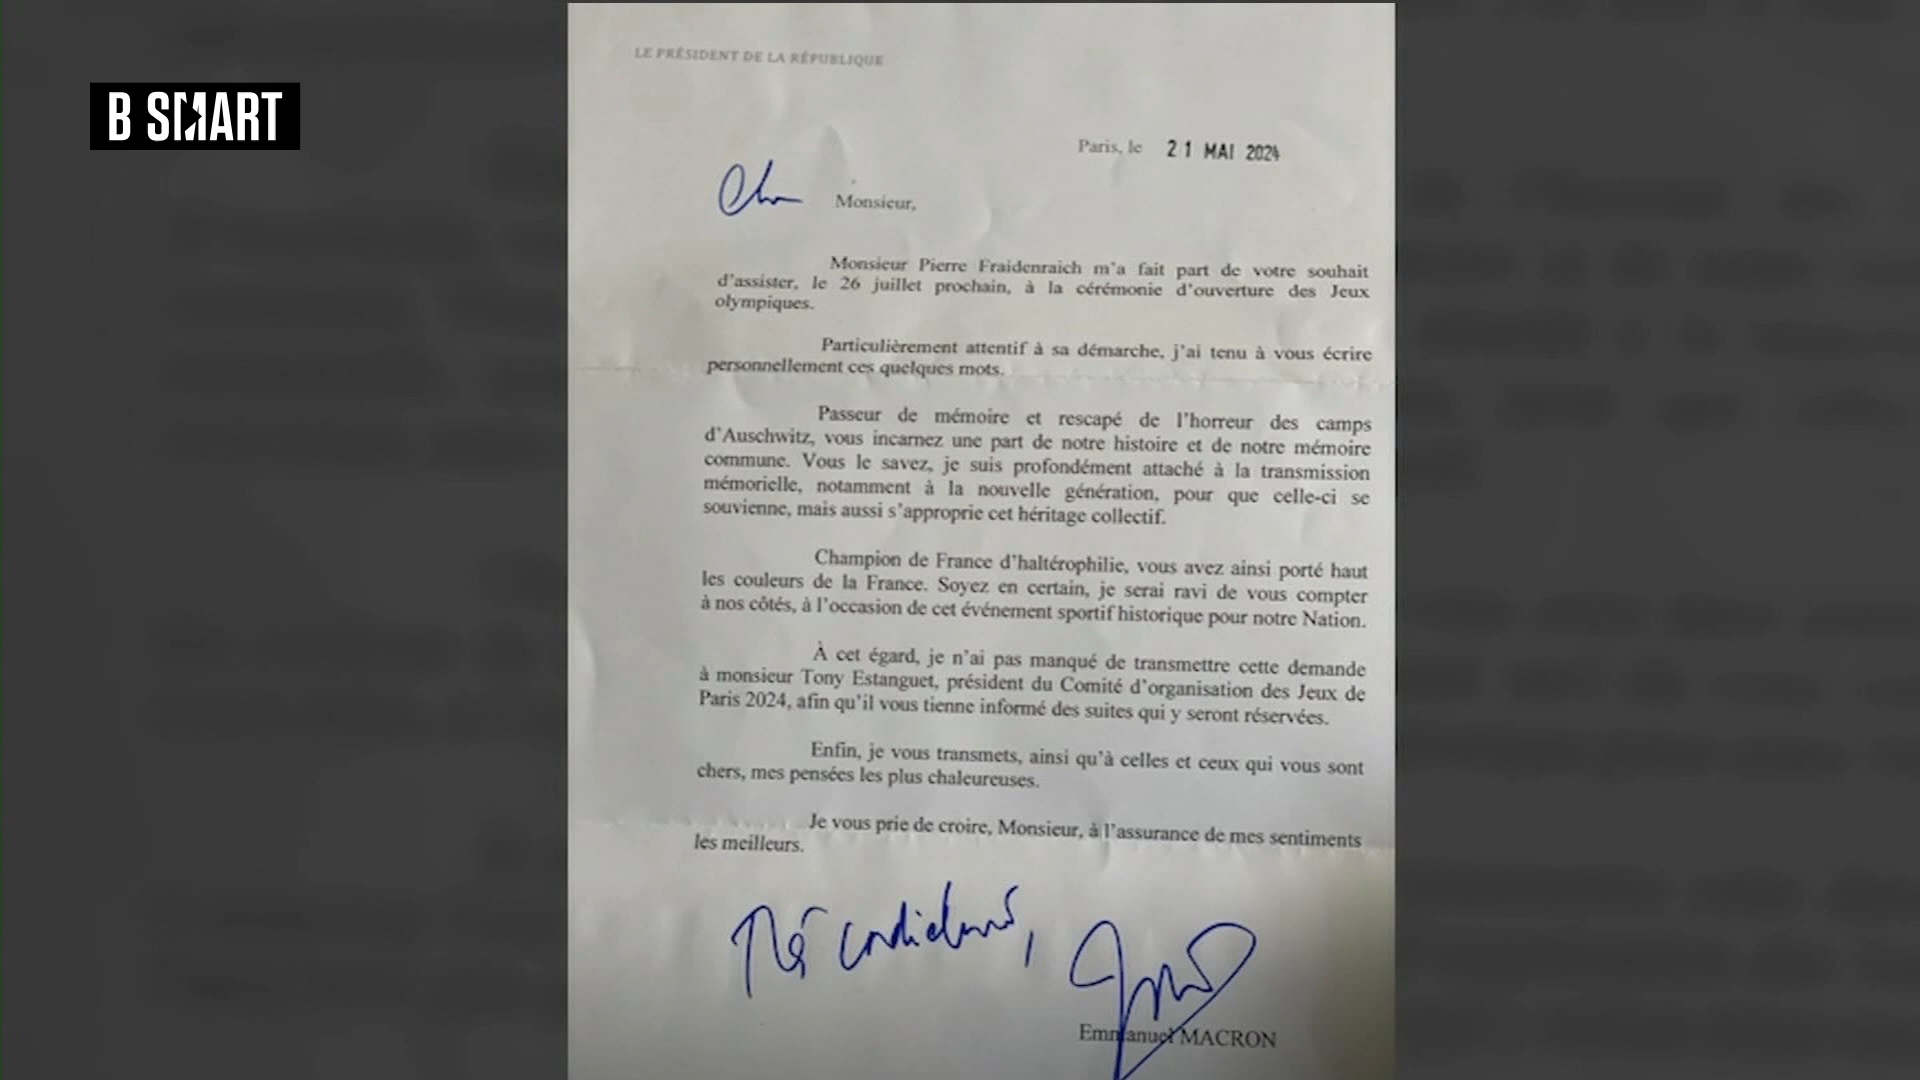 B SMART
LE PRÉSIDENT DE LA RÉPUBLIQUE
Paris, le 21 MAI 2024
Cher Monsieur,
Monsieur Pierre Fraidenraich m'a fait part de votre souhait
d'assister, le 26 juillet prochain, à la cérémonie d'ouverture des Jeux
olympiques.
Particulièrement attentif à sa démarche, j'ai tenu à vous écrire
personnellement ces quelques mots.
Passeur de mémoire et rescapé de l'horreur des camps
d'Auschwitz, vous incarnez une part de notre histoire et de notre mémoire
commune. Vous le savez, je suis profondément attaché à la transmission
mémorielle, notamment à la nouvelle génération, pour que celle-ci se
souvienne, mais aussi s'approprie cet héritage collectif.
Champion de France d'haltérophilie, vous avez ainsi porté haut
les couleurs de la France. Soyez en certain, je serai ravi de vous compter
à nos côtés, à l'occasion de cet événement sportif historique pour notre Nation.
À cet égard, je n'ai pas manqué de transmettre cette demande
à monsieur Tony Estanguet, président du Comité d'organisation des Jeux de
Paris 2024, afin qu'il vous tienne informé des suites qui y seront réservées.
Enfin, je vous transmets, ainsi qu'à celles et ceux qui vous sont
chers, mes pensées les plus chaleureuses.
Je vous prie de croire, Monsieur, à l'assurance de mes sentiments
les meilleurs.
cordialement,
Emmanuel MACRON